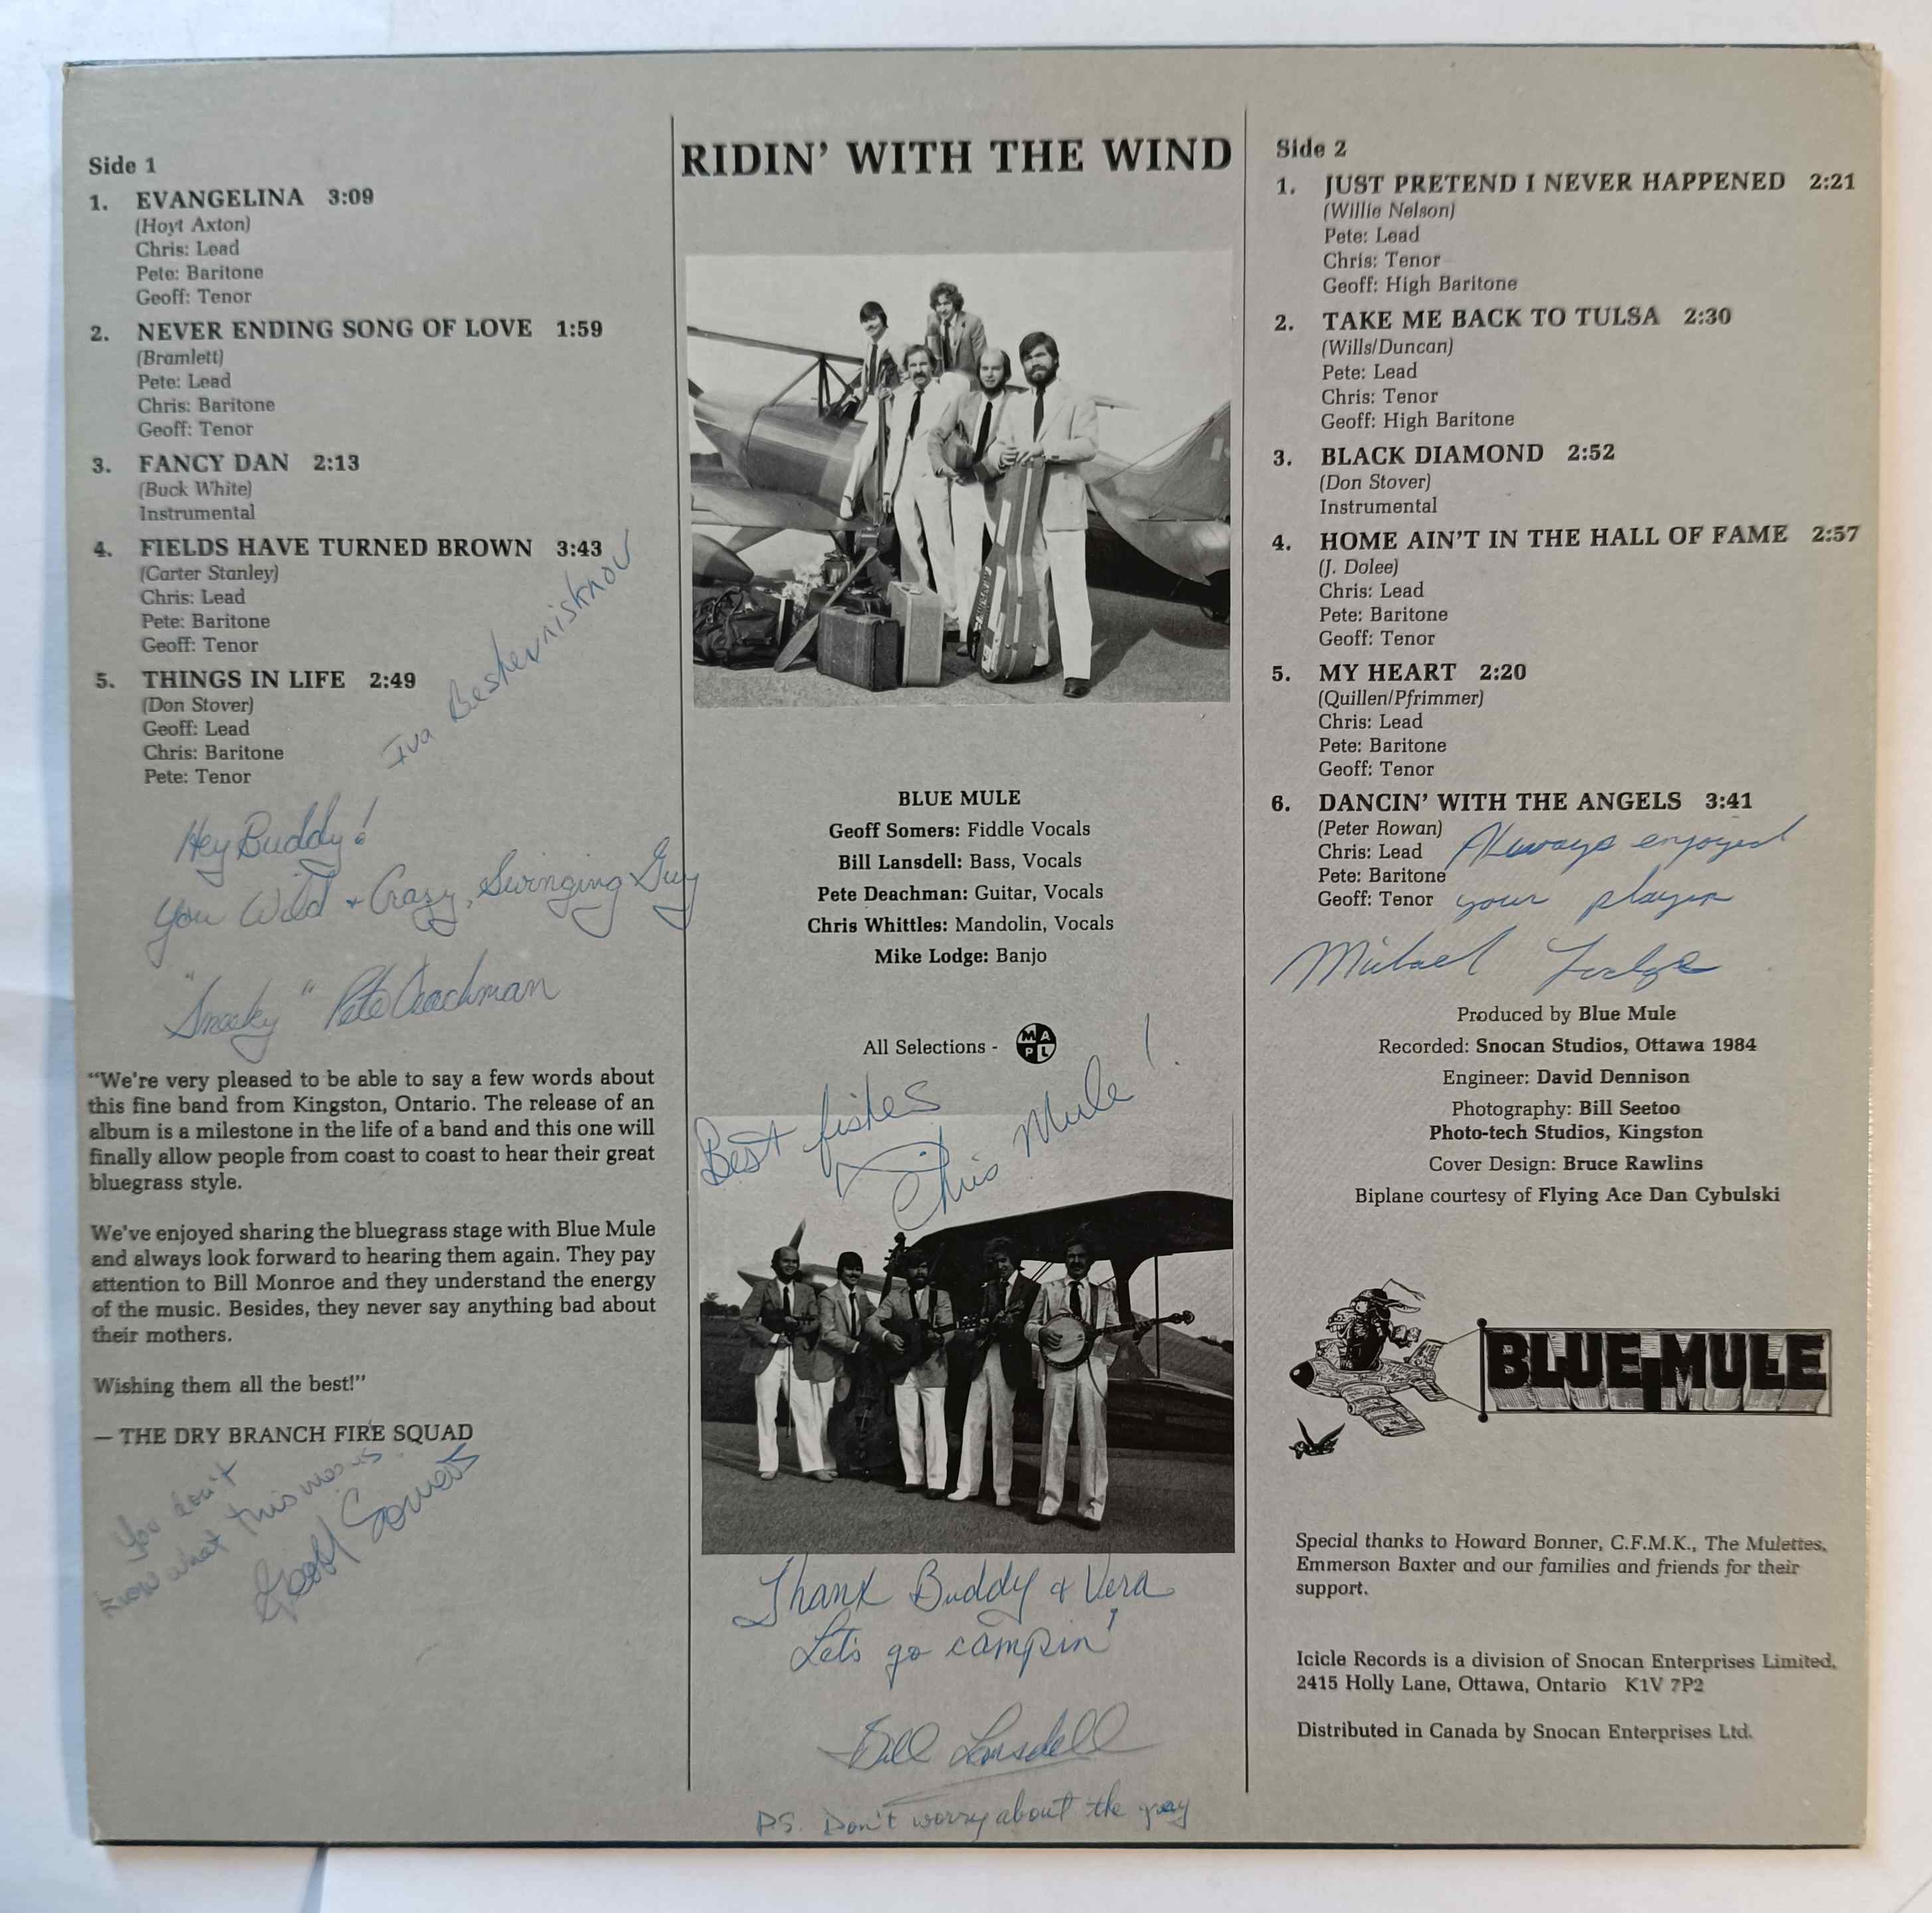 Side 1
1. EVANGELINA 3:09
(Hoyt Axton)
Chris: Lead
Pete: Baritone
Geoff: Tenor
2. NEVER ENDING SONG OF LOVE 1:59
(Bramlett)
Pete: Lead
Chris: Baritone
Geoff: Tenor
3. FANCY DAN 2:13
(Buck White)
Instrumental
4. FIELDS HAVE TURNED BROWN 3:43
(Carter Stanley)
Chris: Lead
Pete: Baritone
Geoff: Tenor
5. THINGS IN LIFE 2:49
(Don Stover)
Geoff: Lead
Chris: Baritone
Pete: Tenor
Iva
Hey Buddy!
You Wild + Crazy, Swinging Guy
"Sneeky" Pete Deachman
"We're very pleased to be able to say a few words about
this fine band from Kingston, Ontario. The release of an
album is a milestone in the life of a band and this one will
finally allow people from coast to coast to hear their great
bluegrass style.
We've enjoyed sharing the bluegrass stage with Blue Mule
and always look forward to hearing them again. They pay
attention to Bill Monroe and they understand the energy
of the music. Besides, they never say anything bad about
their mothers.
Wishing them all the best!"
— THE DRY BRANCH FIRE SQUAD
You don't
know what this means.
Geoff Somers
RIDIN' WITH THE WIND
BLUE MULE
Geoff Somers: Fiddle Vocals
Bill Lansdell: Bass, Vocals
Pete Deachman: Guitar, Vocals
Chris Whittles: Mandolin, Vocals
Mike Lodge: Banjo
All Selections - MAPL
Best fishes
Chris Mule!
Thanx Buddy & Vera
Let's go campin'
Bill Lansdell
P.S. Don't worry about the gray
Side 2
1. JUST PRETEND I NEVER HAPPENED 2:21
(Willie Nelson)
Pete: Lead
Chris: Tenor
Geoff: High Baritone
2. TAKE ME BACK TO TULSA 2:30
(Wills/Duncan)
Pete: Lead
Chris: Tenor
Geoff: High Baritone
3. BLACK DIAMOND 2:52
(Don Stover)
Instrumental
4. HOME AIN'T IN THE HALL OF FAME 2:57
(J. Dolee)
Chris: Lead
Pete: Baritone
Geoff: Tenor
5. MY HEART 2:20
(Quillen/Pfrimmer)
Chris: Lead
Pete: Baritone
Geoff: Tenor
6. DANCIN' WITH THE ANGELS 3:41
(Peter Rowan)
Chris: Lead
Pete: Baritone
Geoff: Tenor
Always enjoyed
your playin
Michael Lodge
Produced by Blue Mule
Recorded: Snocan Studios, Ottawa 1984
Engineer: David Dennison
Photography: Bill Seetoo
Photo-tech Studios, Kingston
Cover Design: Bruce Rawlins
Biplane courtesy of Flying Ace Dan Cybulski
BLUE MULE
Special thanks to Howard Bonner, C.F.M.K., The Mulettes,
Emmerson Baxter and our families and friends for their
support.
Icicle Records is a division of Snocan Enterprises Limited,
2415 Holly Lane, Ottawa, Ontario K1V 7P2
Distributed in Canada by Snocan Enterprises Ltd.